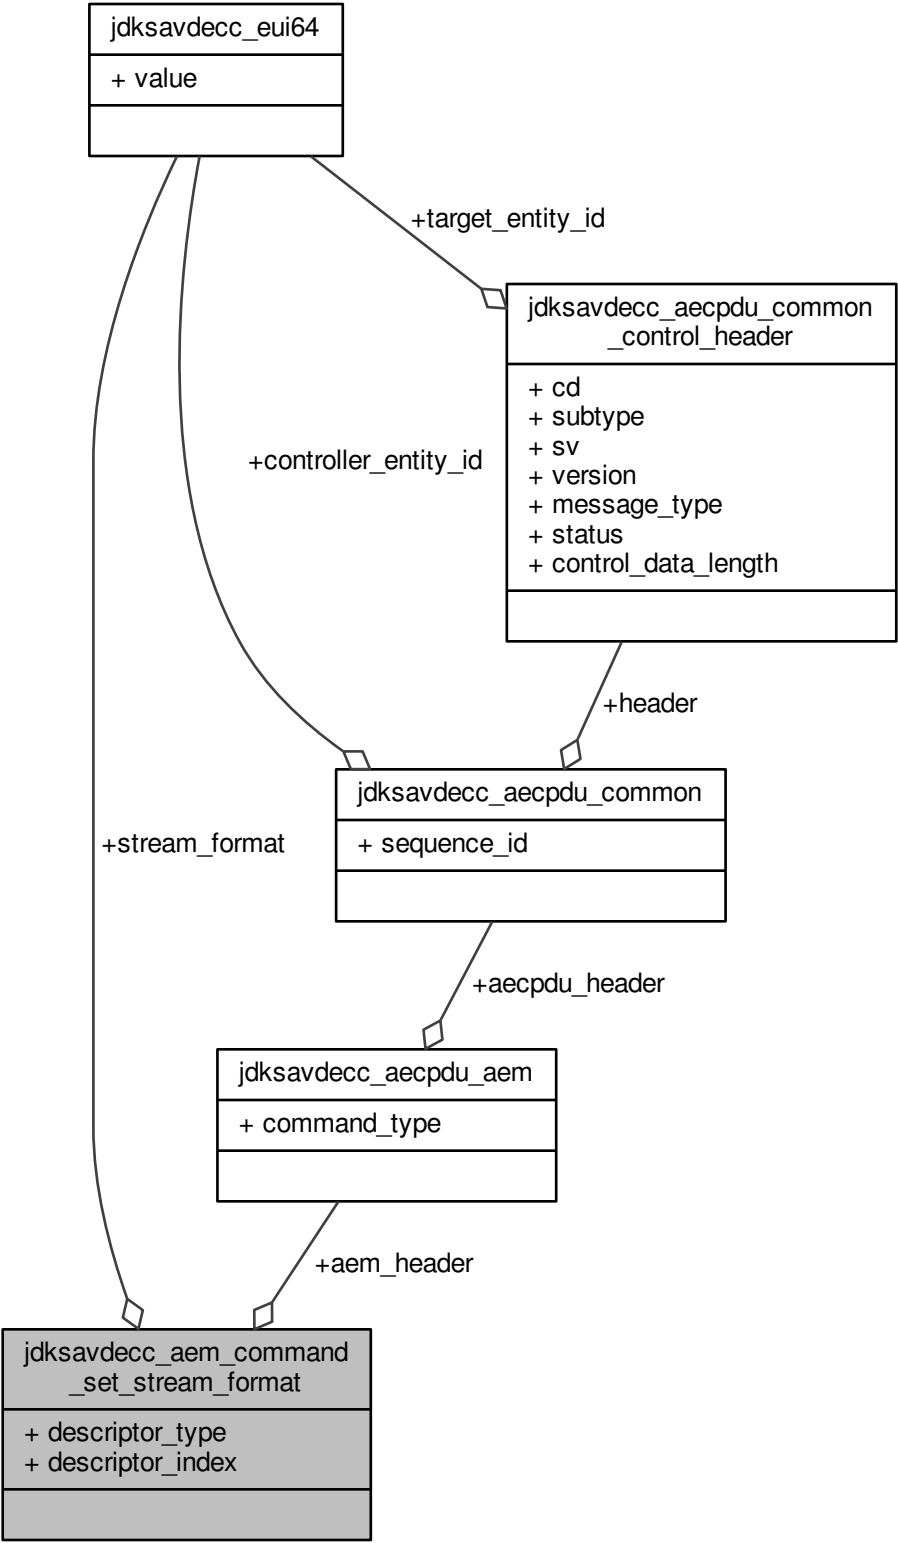 jdksavdecc_eui64
+ value
+target_entity_id
jdksavdecc_aecpdu_common
_control_header
+ cd
+ subtype
+ sv
+ version
+ message_type
+ status
+ control_data_length
+controller_entity_id
+header
jdksavdecc_aecpdu_common
+ sequence_id
+stream_format
+aecpdu_header
jdksavdecc_aecpdu_aem
+ command_type
+aem_header
jdksavdecc_aem_command
_set_stream_format
+ descriptor_type
+ descriptor_index